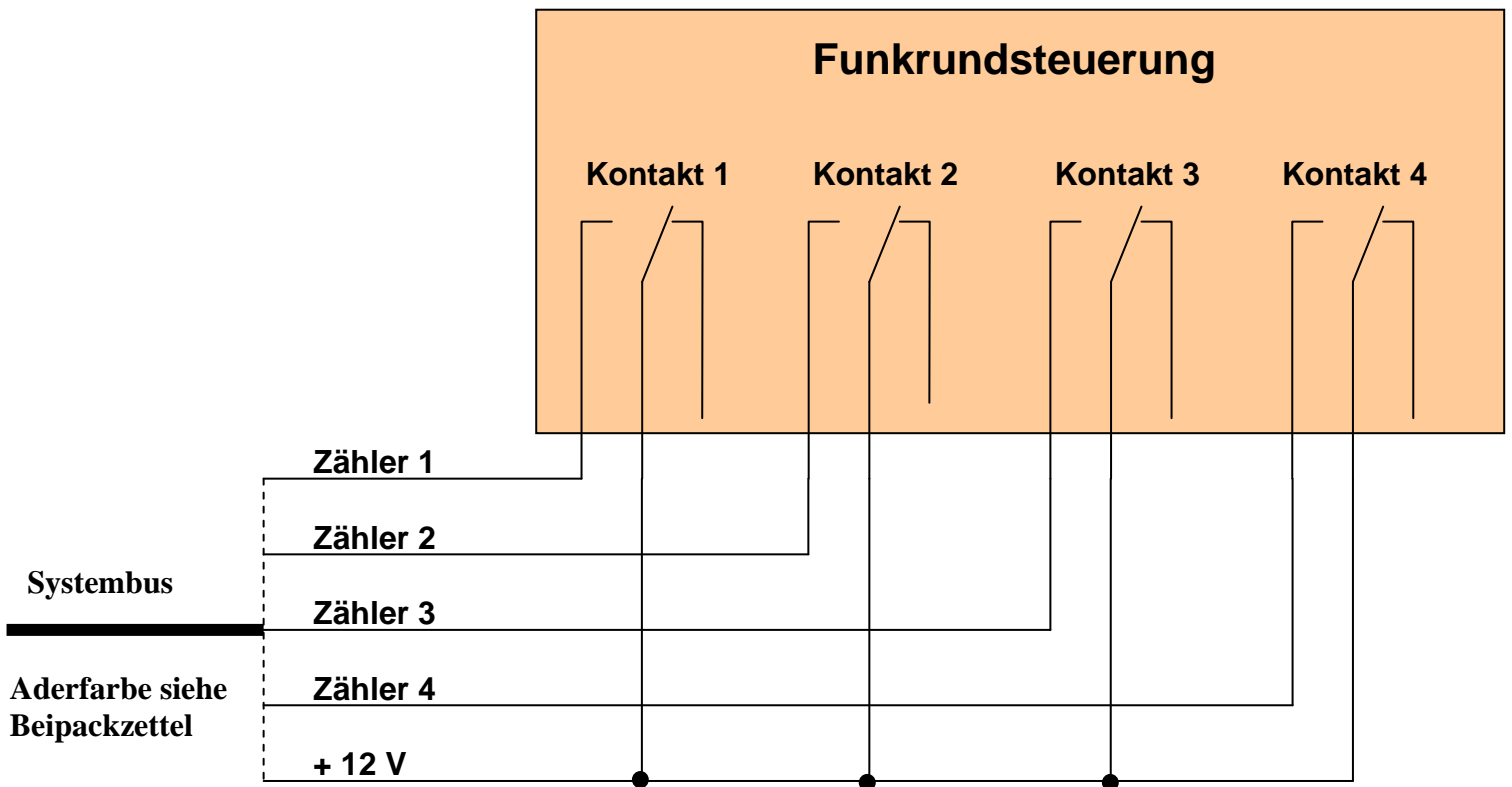 Funkrundsteuerung
Kontakt 1
Kontakt 2
Kontakt 3
Kontakt 4
Zähler 1
Zähler 2
Systembus
Zähler 3
Aderfarbe siehe
Beipackzettel
Zähler 4
+ 12 V